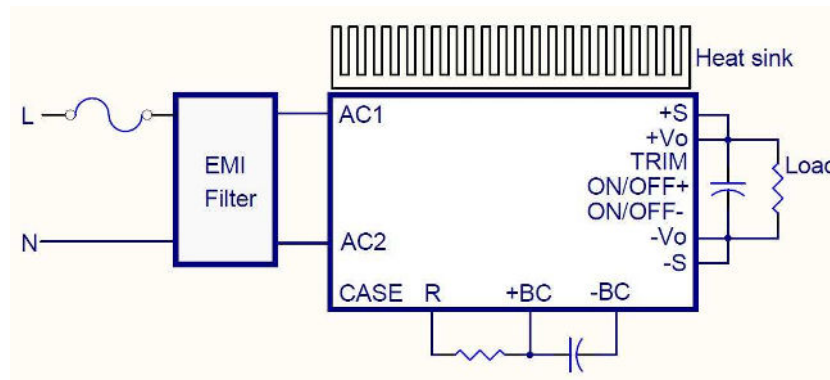 Heat sink
L
AC1
+S
+Vo
TRIM
Load
EMI
Filter
ON/OFF+
ON/OFF-
N
AC2
-Vo
-S
CASE R +BC -BC